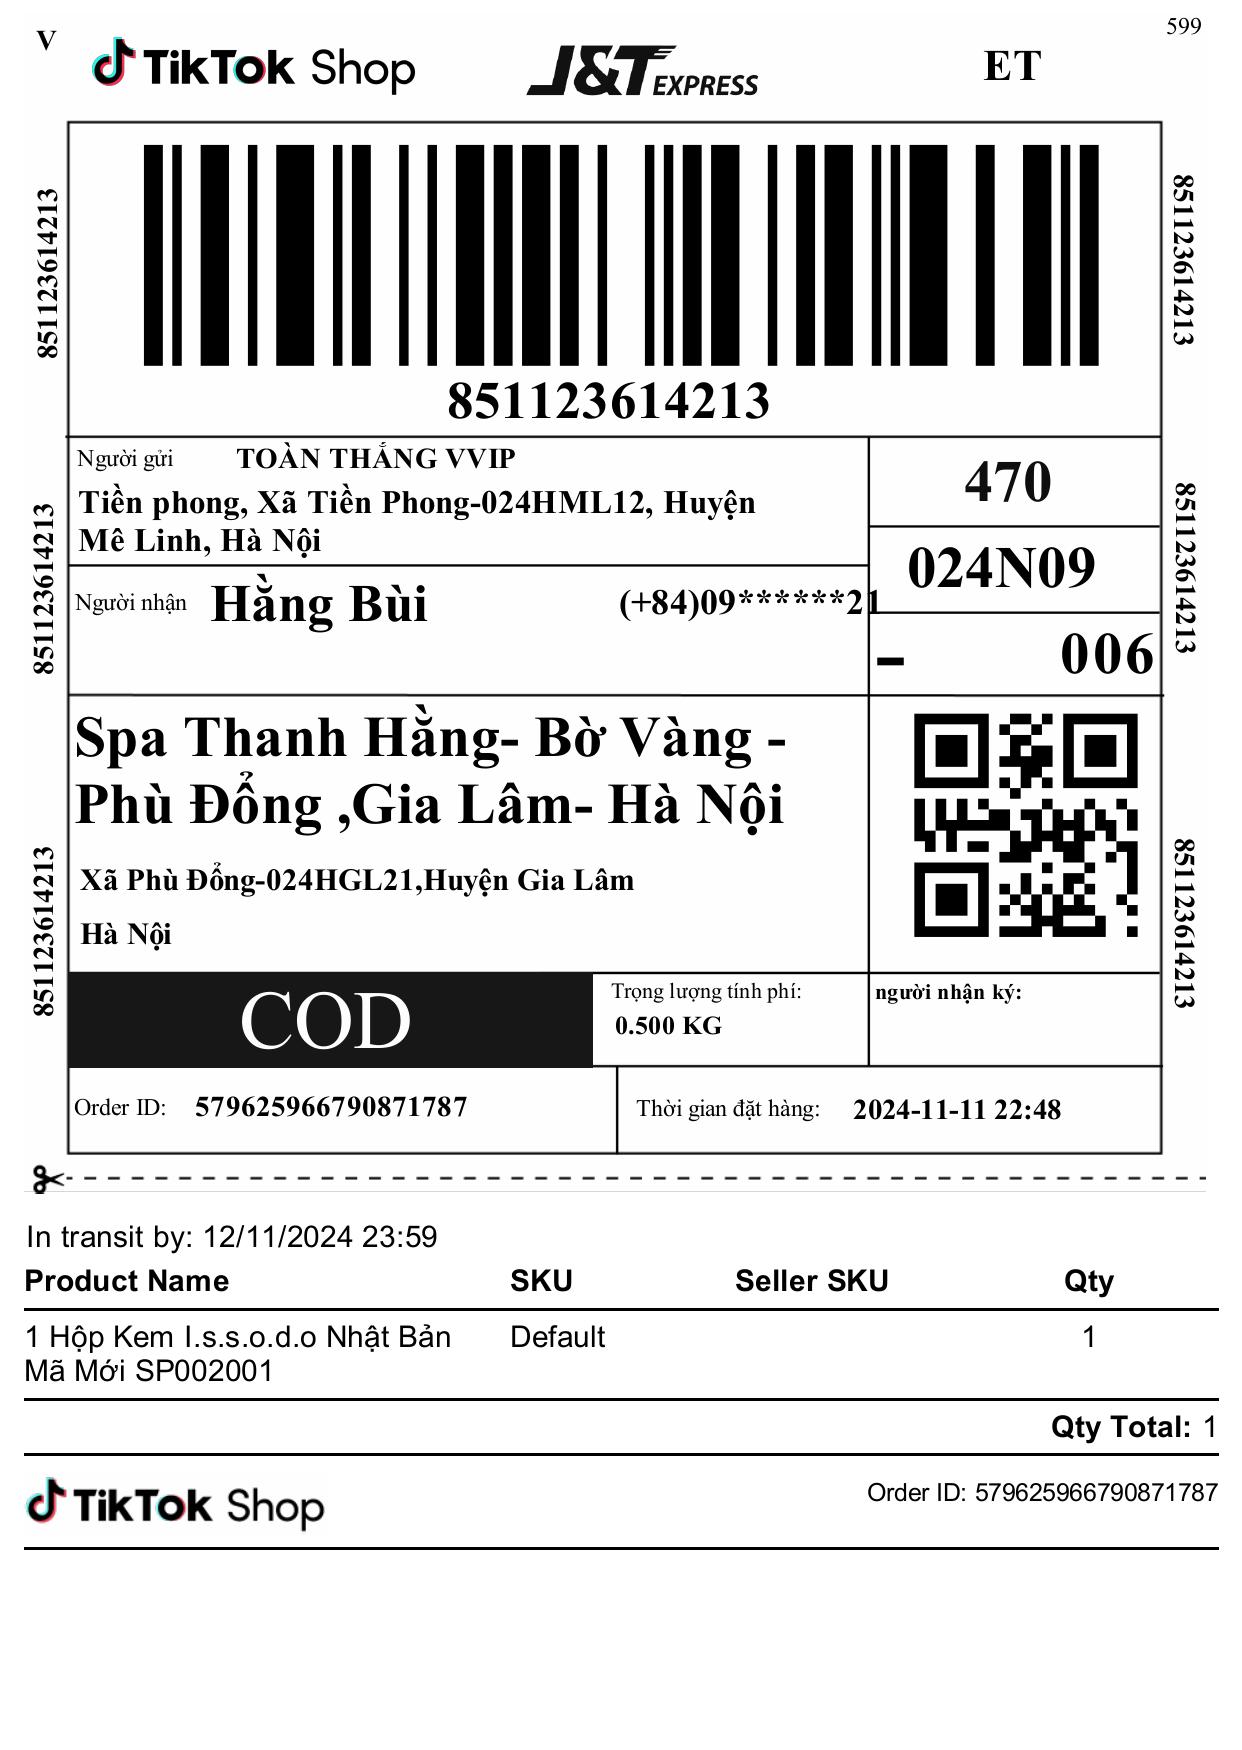 599
V
TikTok Shop
J&T EXPRESS
ET
851123614213
851123614213
851123614213
Người gửi TOÀN THẮNG VVIP
Tiền phong, Xã Tiền Phong-024HML12, Huyện
Mê Linh, Hà Nội
470
024N09
851123614213
851123614213
Người nhận Hằng Bùi (+84)09******21
- 006
Spa Thanh Hằng- Bờ Vàng -
Phù Đổng ,Gia Lâm- Hà Nội
Xã Phù Đổng-024HGL21,Huyện Gia Lâm
Hà Nội
851123614213
851123614213
COD
Trọng lượng tính phí:
0.500 KG
người nhận ký:
Order ID: 579625966790871787
Thời gian đặt hàng: 2024-11-11 22:48
In transit by: 12/11/2024 23:59
Product Name SKU Seller SKU Qty
1 Hộp Kem I.s.s.o.d.o Nhật Bản Default 1
Mã Mới SP002001
Qty Total: 1
TikTok Shop
Order ID: 579625966790871787